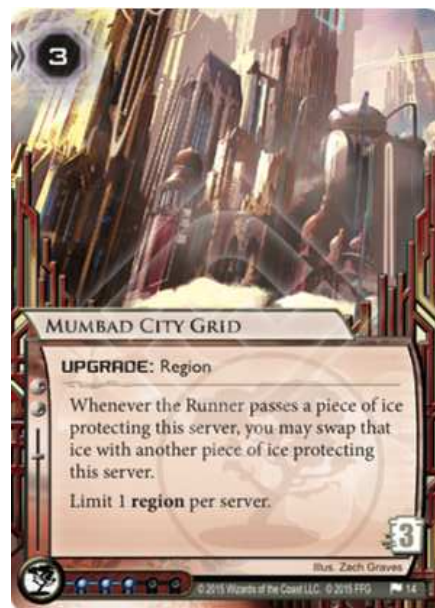 3
MUMBAD CITY GRID
UPGRADE: Region
Whenever the Runner passes a piece of ice
protecting this server, you may swap that
ice with another piece of ice protecting
this server.
Limit 1 region per server.
3
Illus. Zach Graves
© 2015 Wizards of the Coast LLC. © 2015 FFG 14